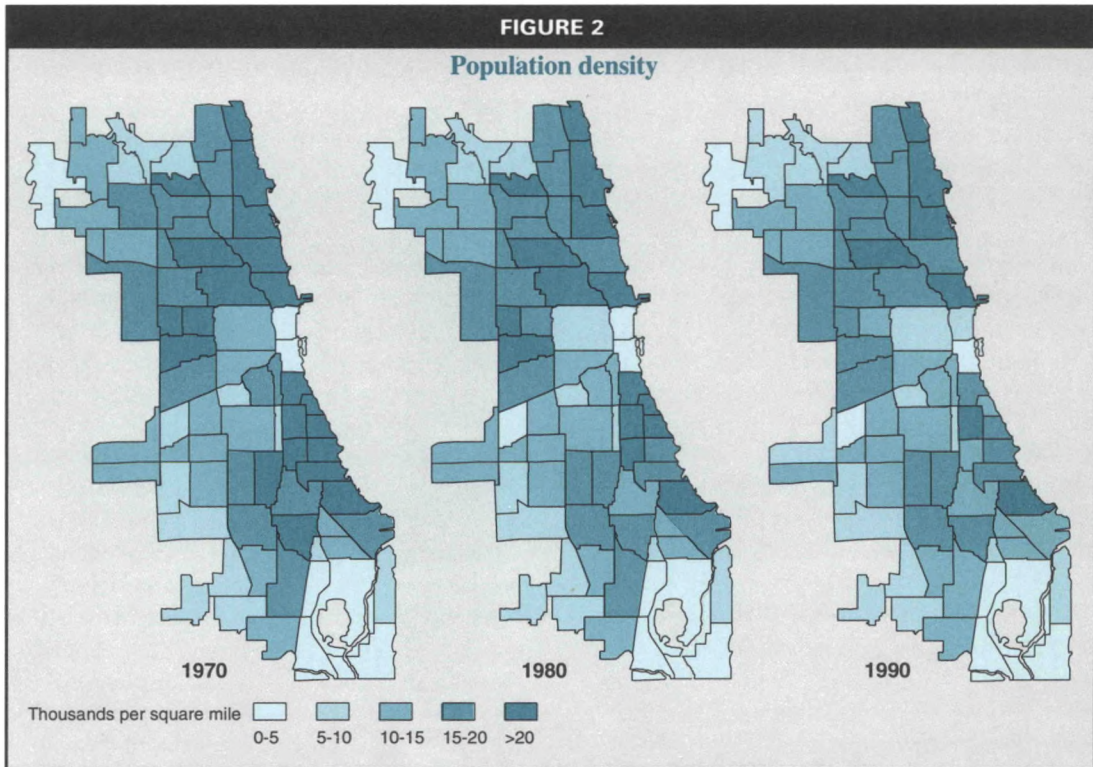 FIGURE 2
Population density
1970 1980 1990
Thousands per square mile
0-5 5-10 10-15 15-20 >20